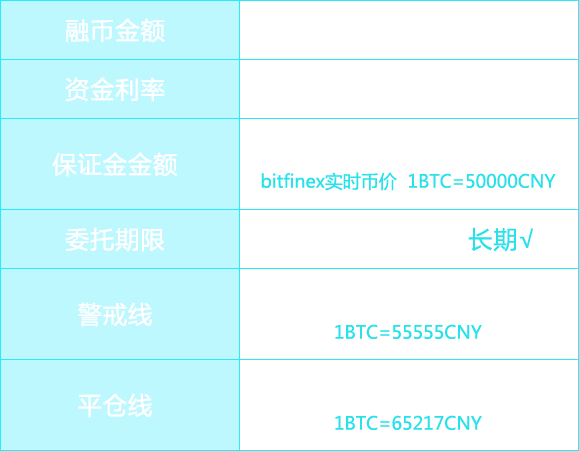 融币金额
资金利率
保证金金额
bitfinex实时币价 1BTC=50000CNY
委托期限
长期√
警戒线
1BTC=55555CNY
平仓线
1BTC=65217CNY